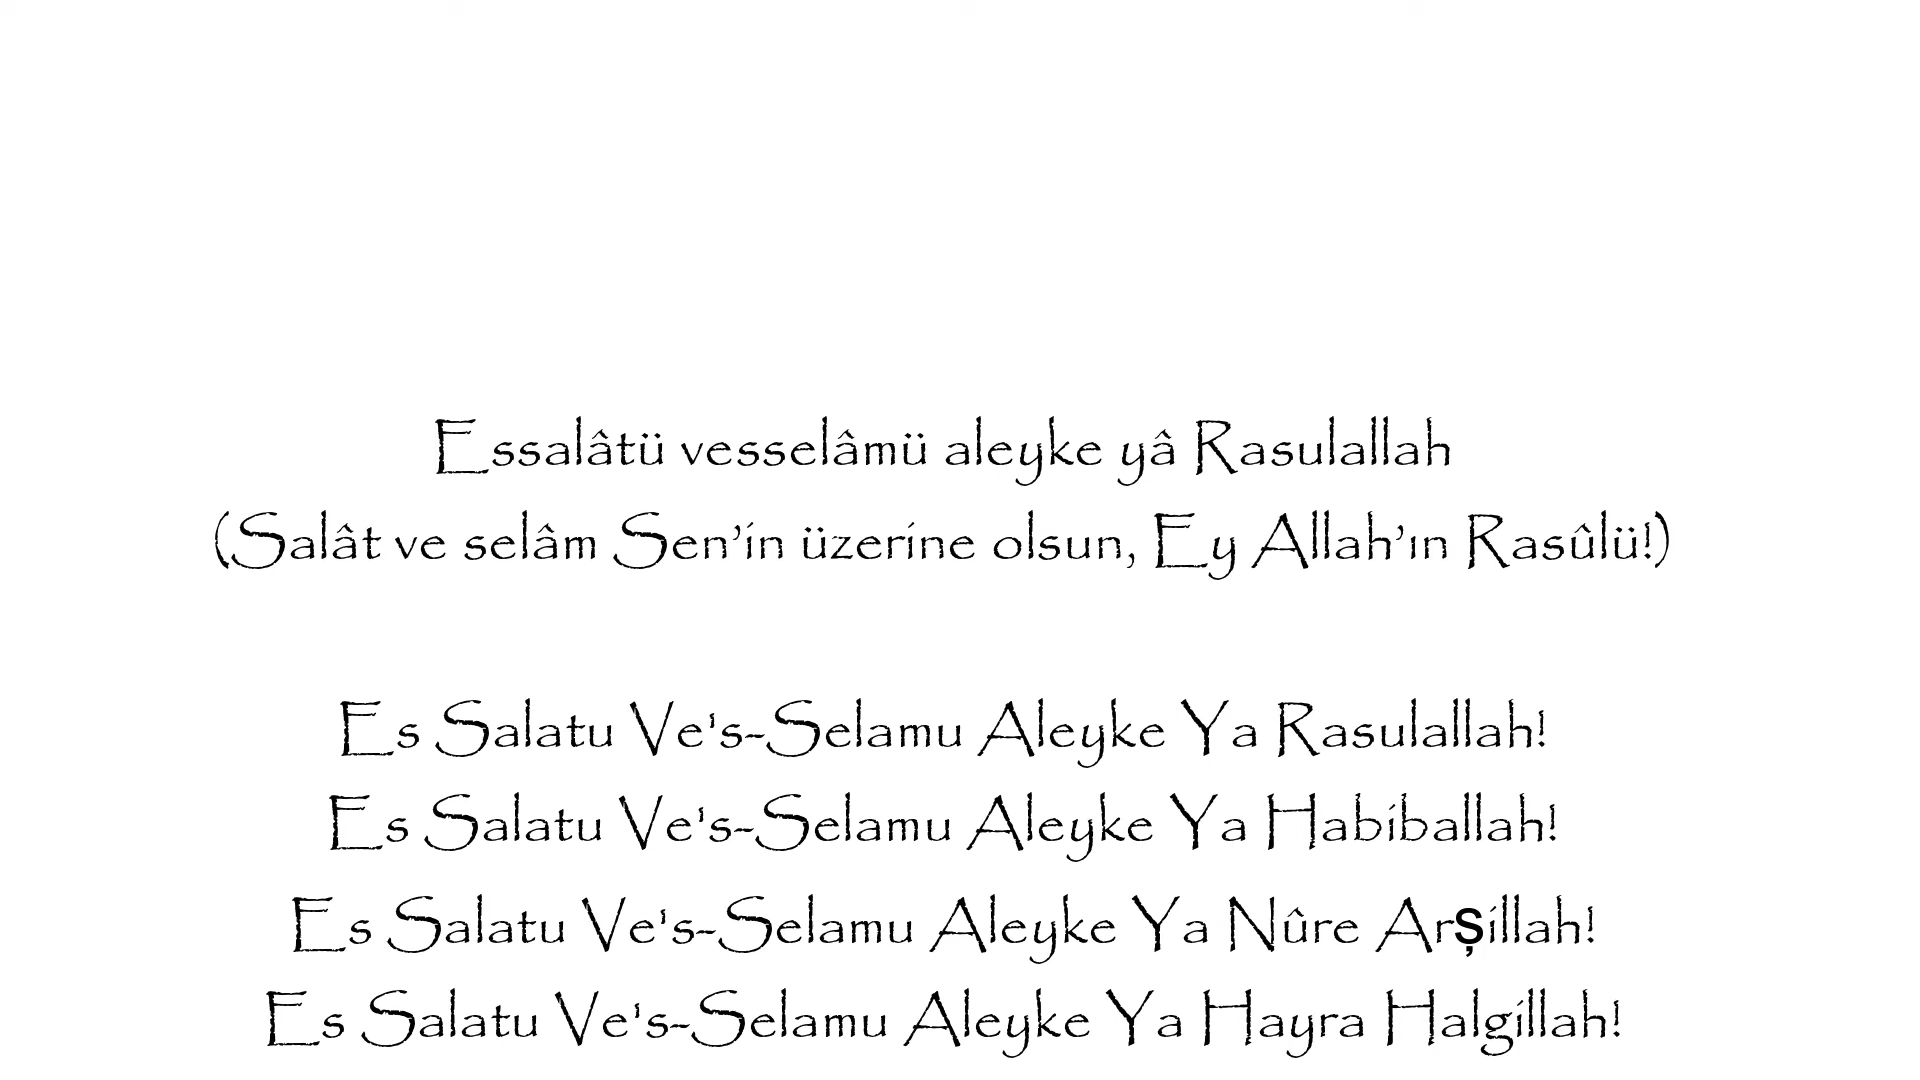 Essalâtü vesselâmü aleyke yâ Rasulallah
(Salât ve selâm Sen’in üzerine olsun, Ey Allah’ın Rasûlü!)
Es Salatu Ve's-Selamu Aleyke Ya Rasulallah!
Es Salatu Ve's-Selamu Aleyke Ya Habiballah!
Es Salatu Ve's-Selamu Aleyke Ya Nûre Arşillah!
Es Salatu Ve's-Selamu Aleyke Ya Hayra Halgillah!